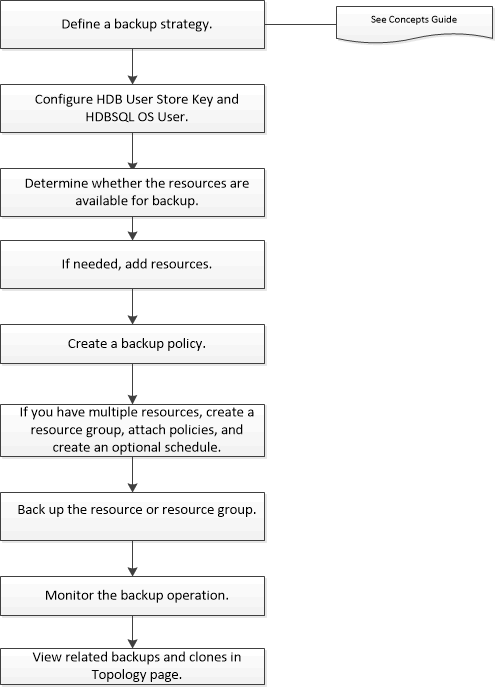 Define a backup strategy.
See Concepts Guide
Configure HDB User Store Key and
HDBSQL OS User.
Determine whether the resources are
available for backup.
If needed, add resources.
Create a backup policy.
If you have multiple resources, create a
resource group, attach policies, and
create an optional schedule.
Back up the resource or resource group.
Monitor the backup operation.
View related backups and clones in
Topology page.